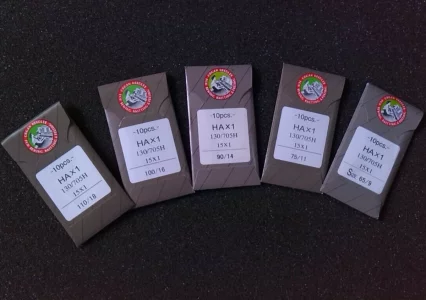 -10pcs.-
HAX1
130/705H
15X1
110/18
-10pcs.-
HAX1
130/705H
15X1
100/16
-10pcs.-
HAX1
130/705H
15X1
90/14
-10pcs.-
HAX1
130/705H
15X1
75/11
-10pcs.-
HAX1
130/705H
15X1
Size 65/9